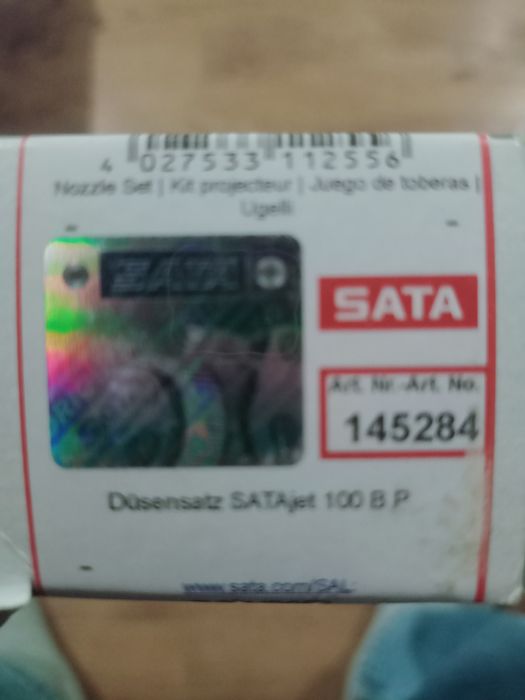 4 027533 112556
Nozzle Set | Kit projecteur | Juego de toberas |
Ugelli
SATA
SATA
Art. Nr.-Art. No.
145284
Düsensatz SATAjet 100 B P
www.sata.com/SAL-